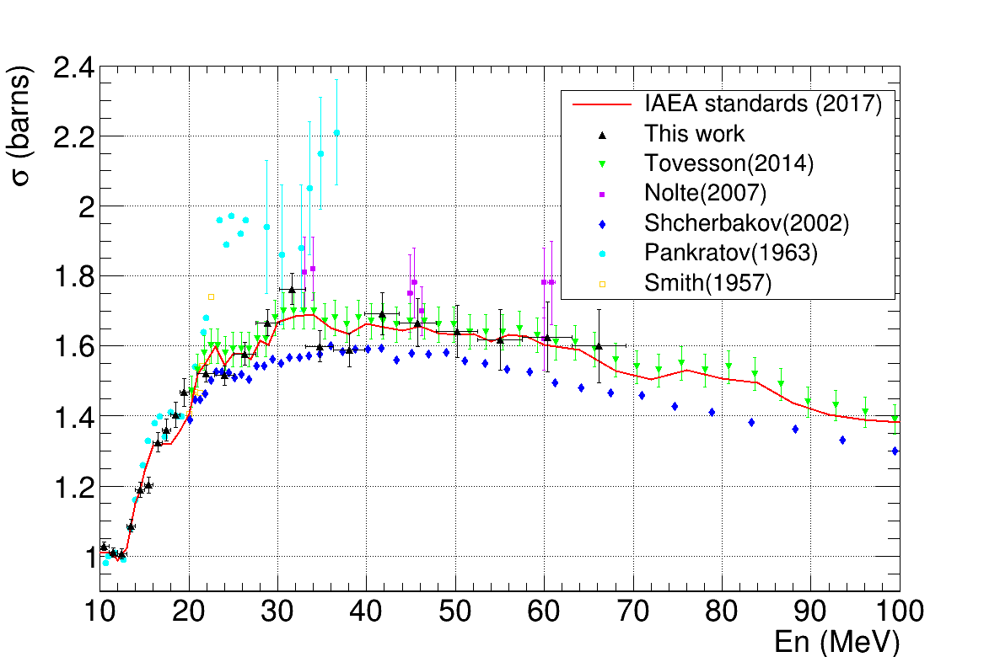 σ (barns)
2.4
2.2
2
1.8
1.6
1.4
1.2
1
IAEA standards (2017)
This work
Tovesson(2014)
Nolte(2007)
Shcherbakov(2002)
Pankratov(1963)
Smith(1957)
10 20 30 40 50 60 70 80 90 100
En (MeV)